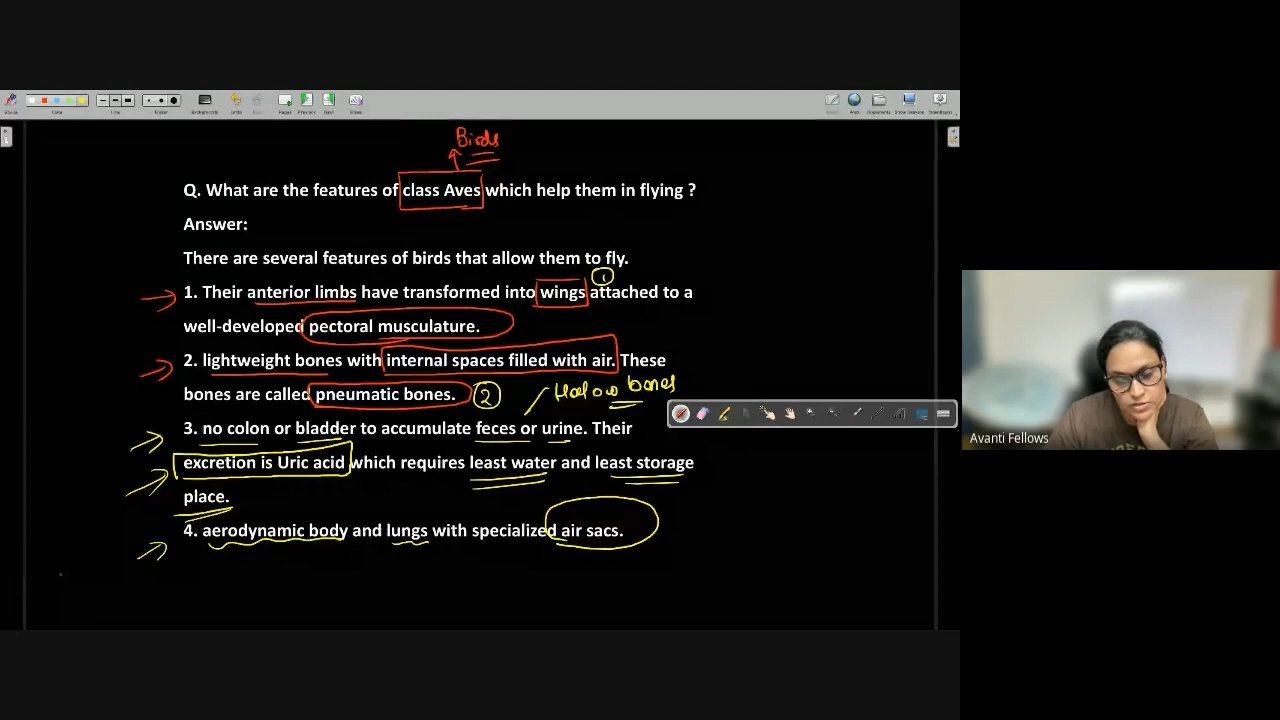 Birds
Q. What are the features of class Aves which help them in flying ?
Answer:
There are several features of birds that allow them to fly.
1
1. Their anterior limbs have transformed into wings attached to a
well-developed pectoral musculature.
2. lightweight bones with internal spaces filled with air. These
bones are called pneumatic bones. 2 Hollow bones
3. no colon or bladder to accumulate feces or urine. Their
excretion is Uric acid which requires least water and least storage
place.
4. aerodynamic body and lungs with specialized air sacs.
Avanti Fellows